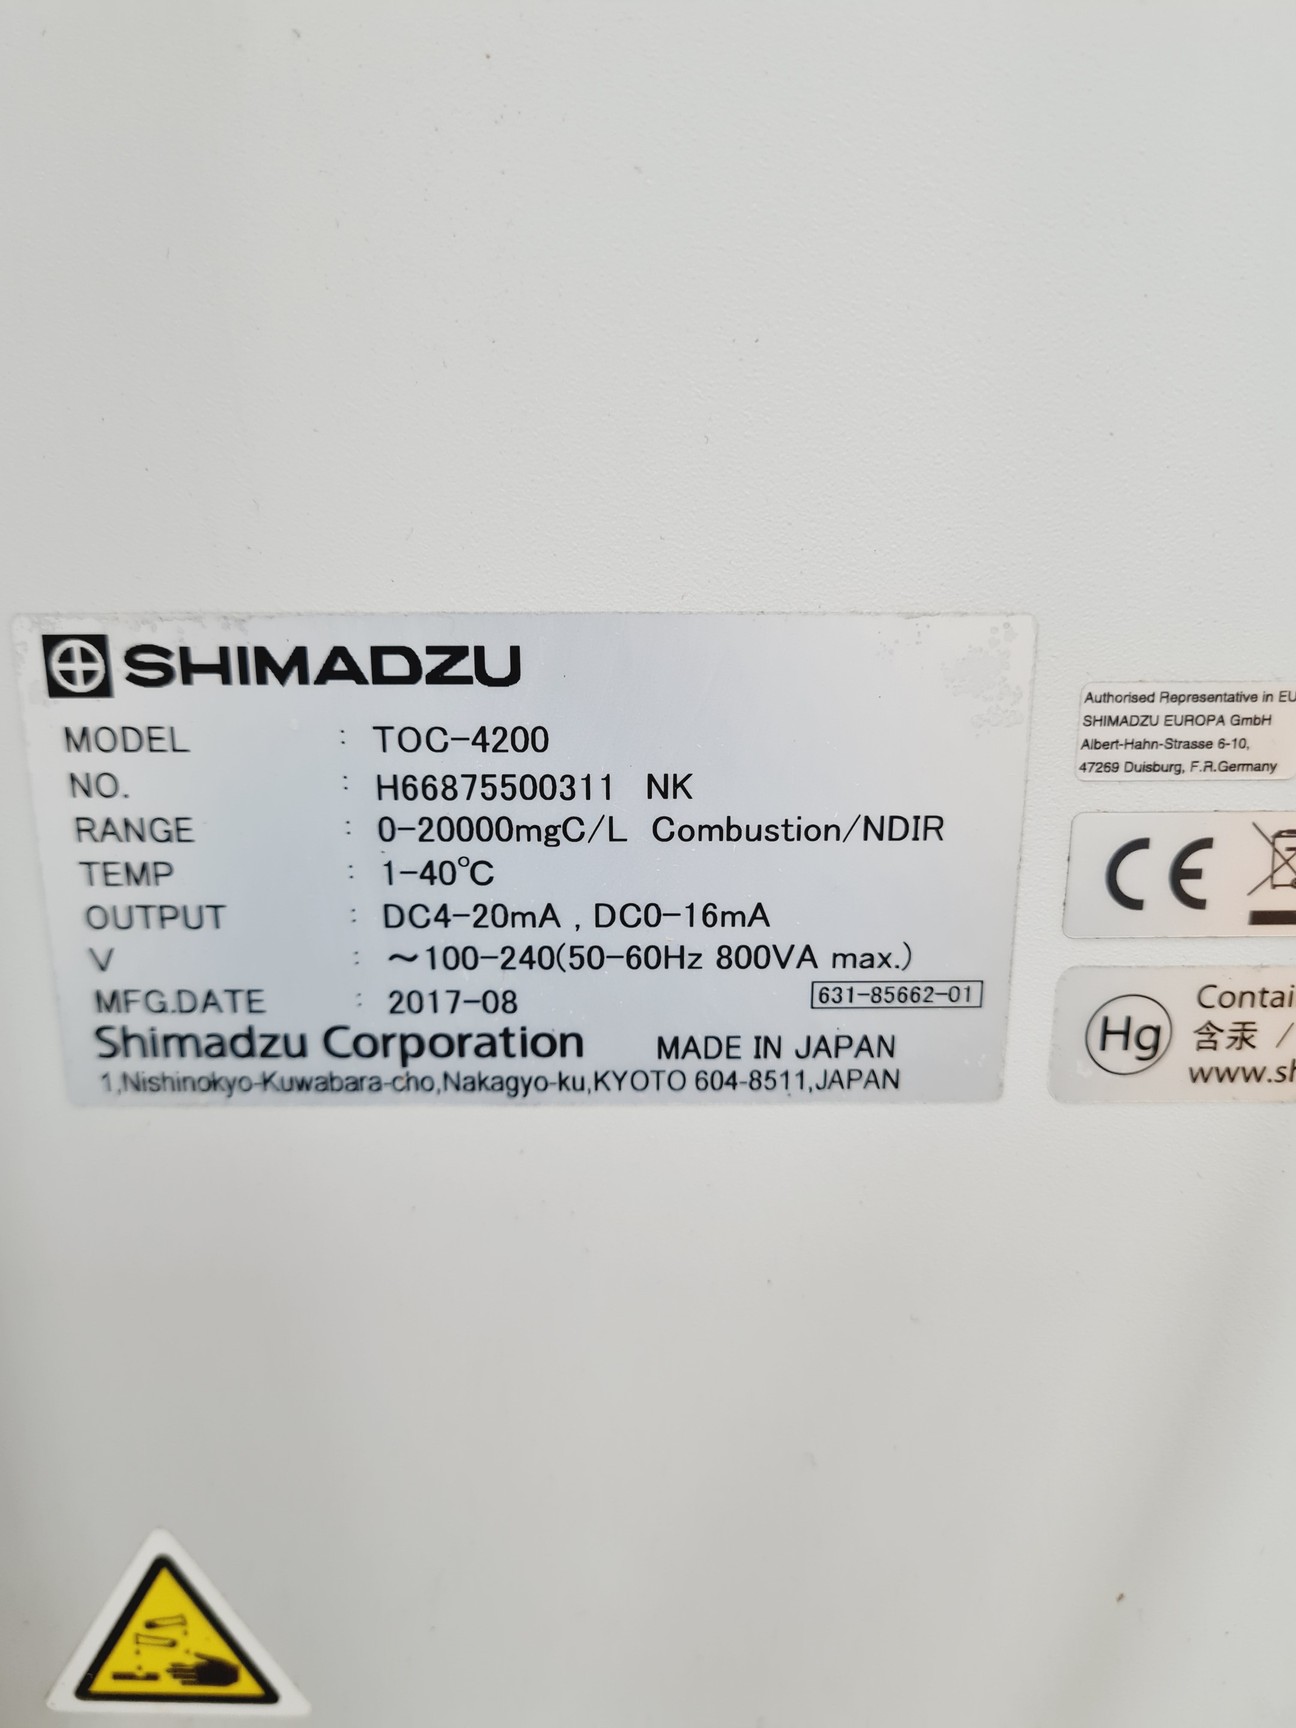 SHIMADZU
MODEL : TOC-4200
NO. : H66875500311 NK
RANGE : 0-20000mgC/L Combustion/NDIR
TEMP : 1-40℃
OUTPUT : DC4-20mA , DC0-16mA
V : ~100-240(50-60Hz 800VA max.)
MFG.DATE : 2017-08
631-85662-01
Shimadzu Corporation MADE IN JAPAN
1,Nishinokyo-Kuwabara-cho,Nakagyo-ku,KYOTO 604-8511,JAPAN
Authorised Representative in EU
SHIMADZU EUROPA GmbH
Albert-Hahn-Strasse 6-10,
47269 Duisburg, F.R.Germany
CE
Hg
含汞 /